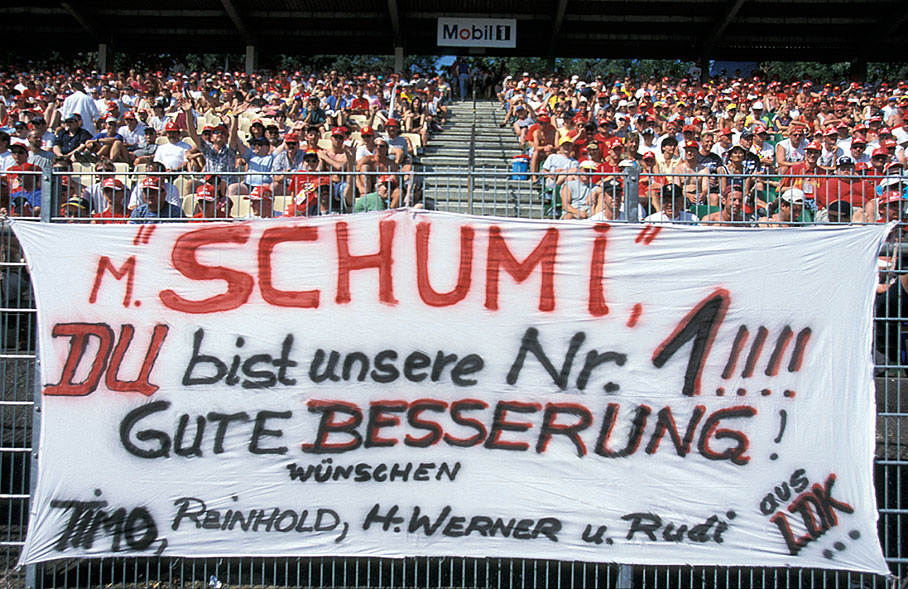 Mobil 1
M. "SCHUMI",
DU bist unsere Nr. 1!!!!
GUTE BESSERUNG!
WÜNSCHEN
TIMO, REINHOLD, H. WERNER u. RUDI
aus
LDK...